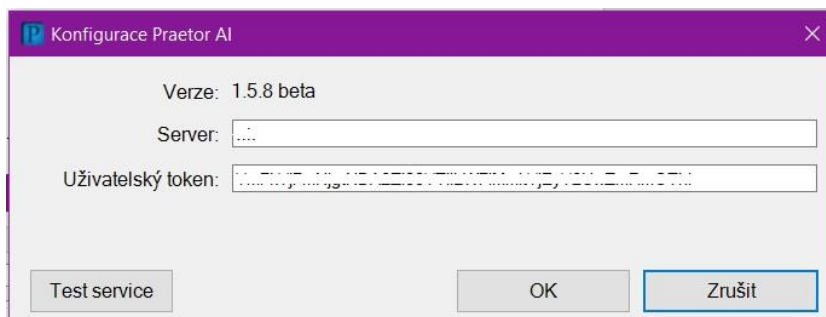 Konfigurace Praetor AI
Verze: 1.5.8 beta
Server:
Uživatelský token:
Test service
OK
Zrušit